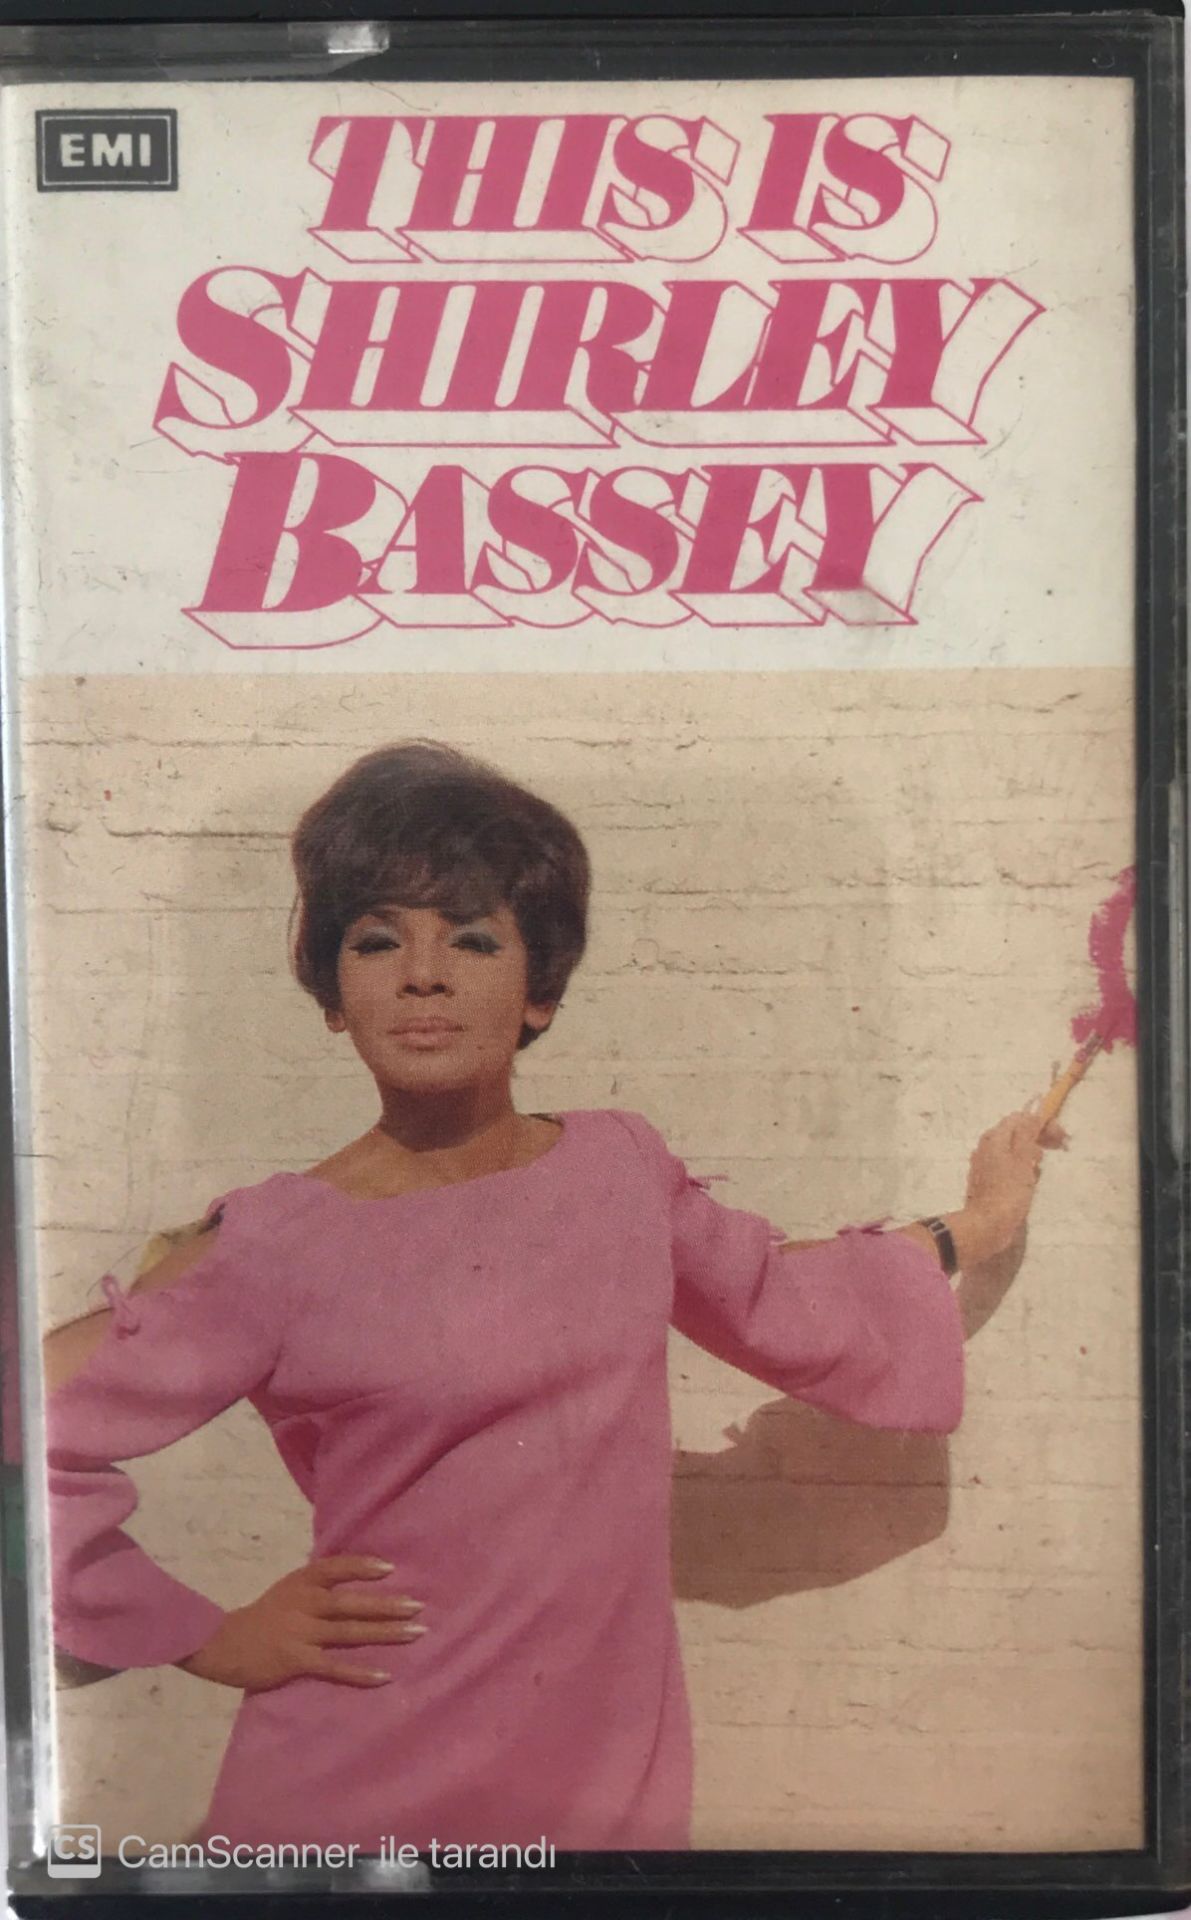 EMI
THIS IS
SHIRLEY
BASSEY
CS CamScanner ile tarandı